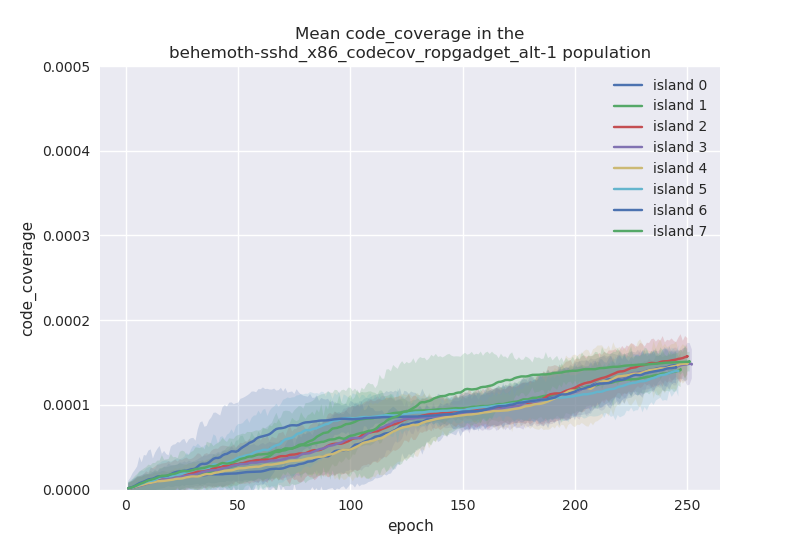 Mean code_coverage in the
behemoth-sshd_x86_codecov_ropgadget_alt-1 population
0.0005
0.0004
0.0003
0.0002
0.0001
0.0000
code_coverage
island 0
island 1
island 2
island 3
island 4
island 5
island 6
island 7
0 50 100 150 200 250
epoch